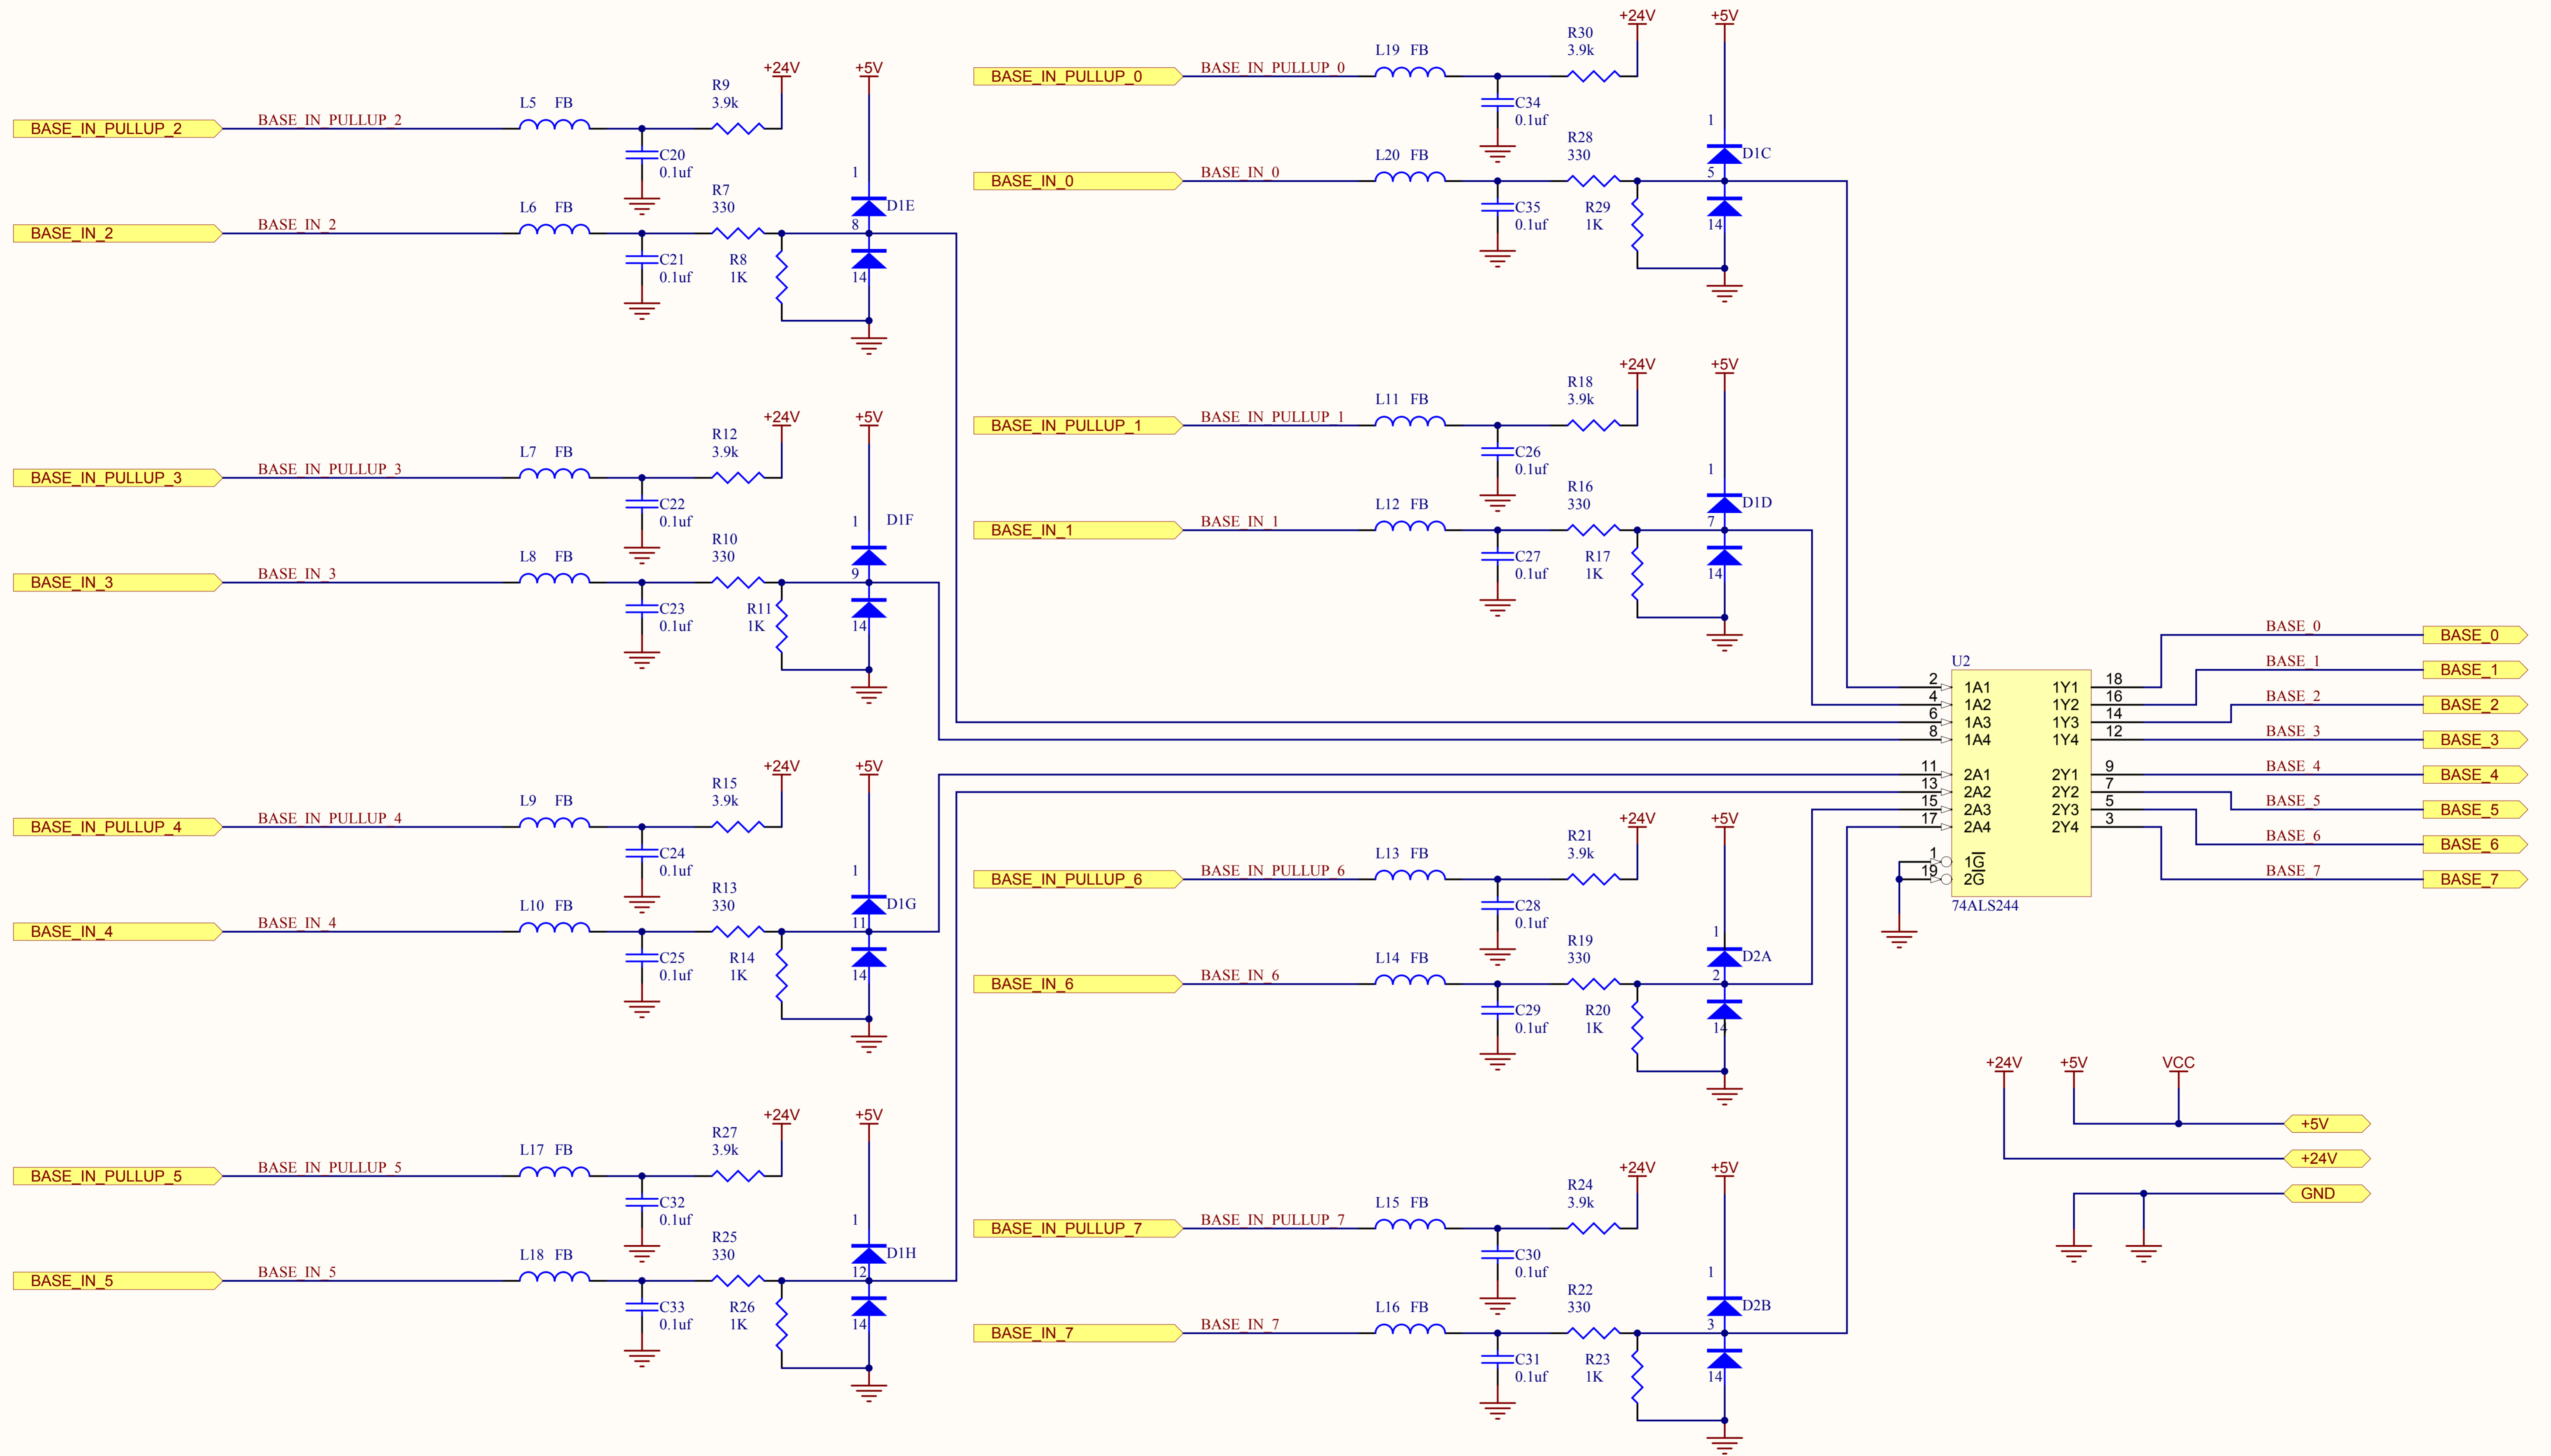 +24V
+5V
R9
3.9k
L5 FB
BASE_IN_PULLUP_2
BASE_IN_PULLUP_2
C20
0.1uf
1
R7
330
L6 FB
D1E
BASE_IN_2
BASE_IN_2
8
C21
0.1uf
R8
1K
14
+24V
+5V
R12
3.9k
L7 FB
BASE_IN_PULLUP_3
BASE_IN_PULLUP_3
C22
0.1uf
1
D1F
R10
330
L8 FB
BASE_IN_3
BASE_IN_3
9
C23
0.1uf
R11
1K
14
+24V
+5V
R15
3.9k
L9 FB
BASE_IN_PULLUP_4
BASE_IN_PULLUP_4
C24
0.1uf
1
R13
330
L10 FB
D1G
BASE_IN_4
BASE_IN_4
11
C25
0.1uf
R14
1K
14
+24V
+5V
R27
3.9k
L17 FB
BASE_IN_PULLUP_5
BASE_IN_PULLUP_5
C32
0.1uf
1
R25
330
L18 FB
D1H
BASE_IN_5
BASE_IN_5
12
C33
0.1uf
R26
1K
14
+24V
+5V
R30
3.9k
L19 FB
BASE_IN_PULLUP_0
BASE_IN_PULLUP_0
C34
0.1uf
1
R28
330
L20 FB
D1C
BASE_IN_0
BASE_IN_0
5
C35
0.1uf
R29
1K
14
+24V
+5V
R18
3.9k
L11 FB
BASE_IN_PULLUP_1
BASE_IN_PULLUP_1
C26
0.1uf
1
R16
330
L12 FB
D1D
BASE_IN_1
BASE_IN_1
7
C27
0.1uf
R17
1K
14
+24V
+5V
R21
3.9k
L13 FB
BASE_IN_PULLUP_6
BASE_IN_PULLUP_6
C28
0.1uf
1
R19
330
L14 FB
D2A
BASE_IN_6
BASE_IN_6
2
C29
0.1uf
R20
1K
14
+24V
+5V
R24
3.9k
L15 FB
BASE_IN_PULLUP_7
BASE_IN_PULLUP_7
C30
0.1uf
1
R22
330
L16 FB
D2B
BASE_IN_7
BASE_IN_7
3
C31
0.1uf
R23
1K
14
U2
2 1A1 1Y1 18 BASE_0 BASE_0
4 1A2 1Y2 16 BASE_1 BASE_1
6 1A3 1Y3 14 BASE_2 BASE_2
8 1A4 1Y4 12 BASE_3 BASE_3
11 2A1 2Y1 9 BASE_4 BASE_4
13 2A2 2Y2 7 BASE_5 BASE_5
15 2A3 2Y3 5 BASE_6 BASE_6
17 2A4 2Y4 3 BASE_7 BASE_7
1 1G
19 2G
74ALS244
+24V +5V VCC
+5V
+24V
GND